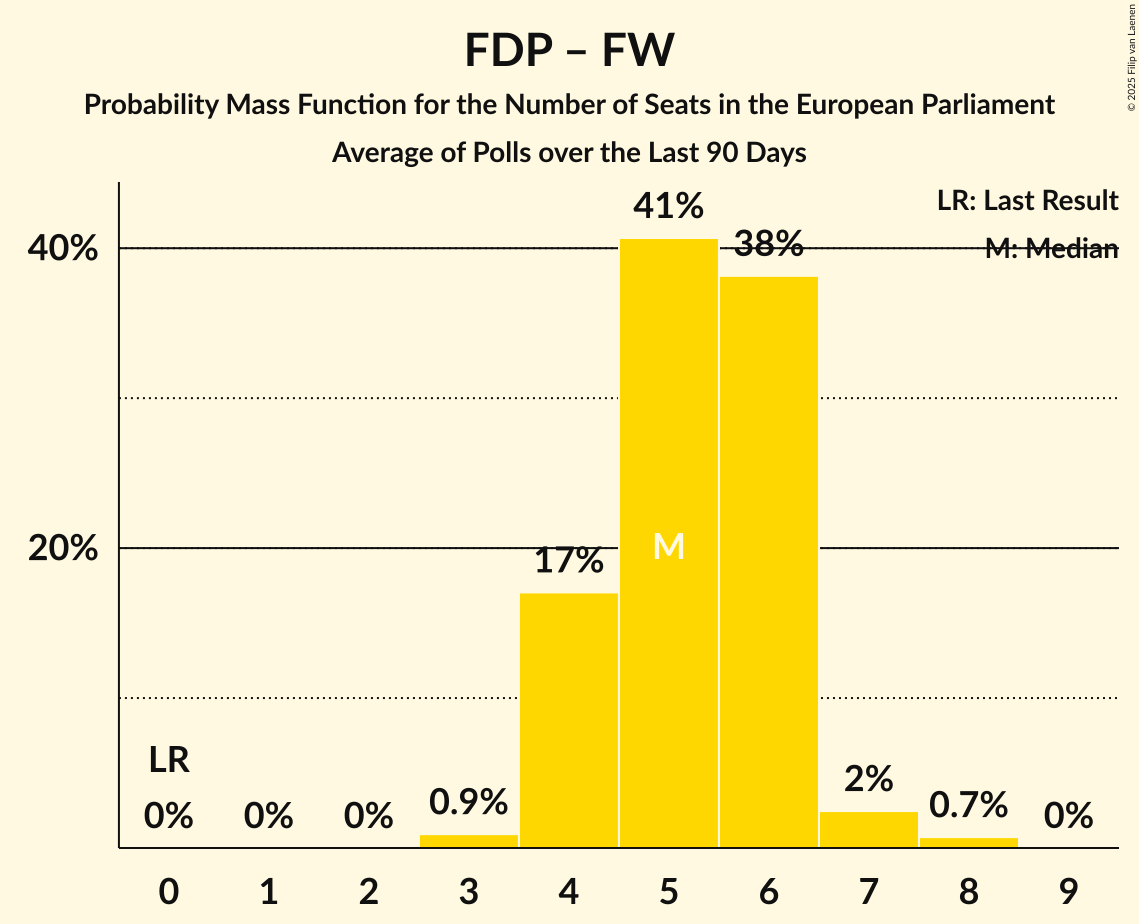 FDP – FW
Probability Mass Function for the Number of Seats in the European Parliament
Average of Polls over the Last 90 Days
© 2025 Filip van Laenen
LR: Last Result
M: Median
40%
20%
41%
38%
17%
M
LR
0%
0%
0%
0.9%
2%
0.7%
0%
0
1
2
3
4
5
6
7
8
9